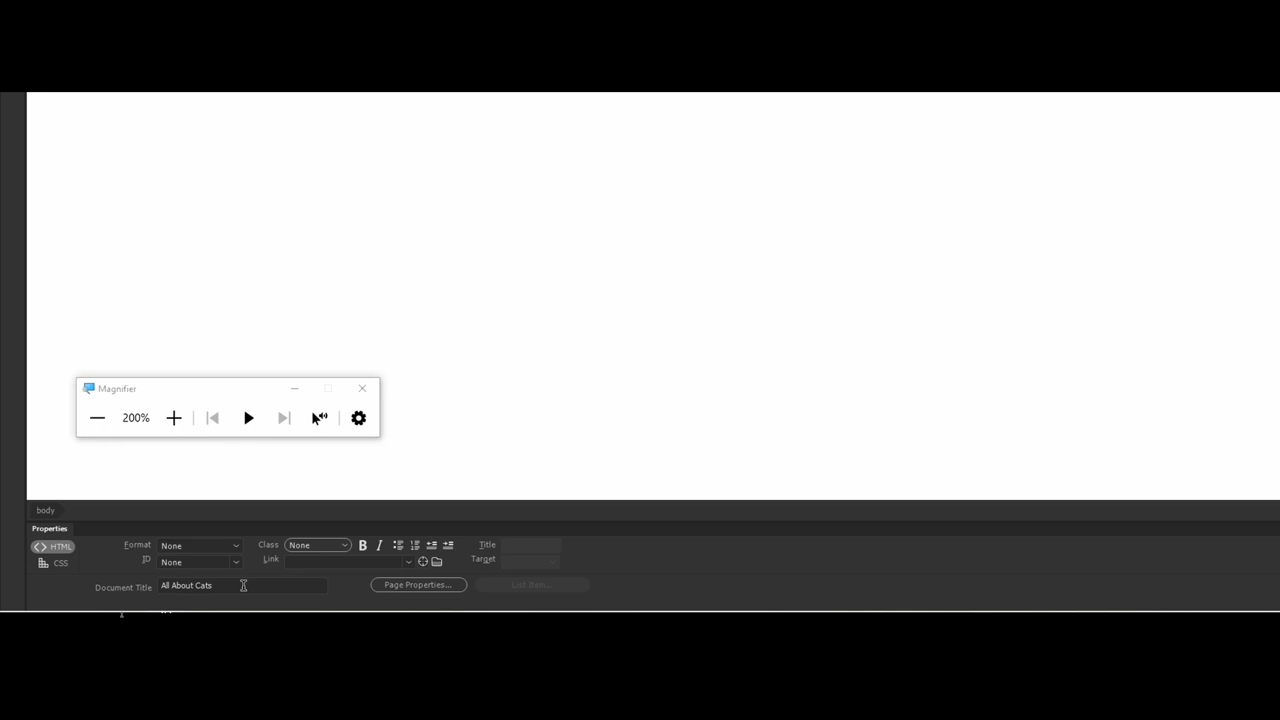 Magnifier
200%
body
Properties
HTML Format None Class None B I Title
CSS ID None Link Target
Document Title All About Cats Page Properties... List Item...